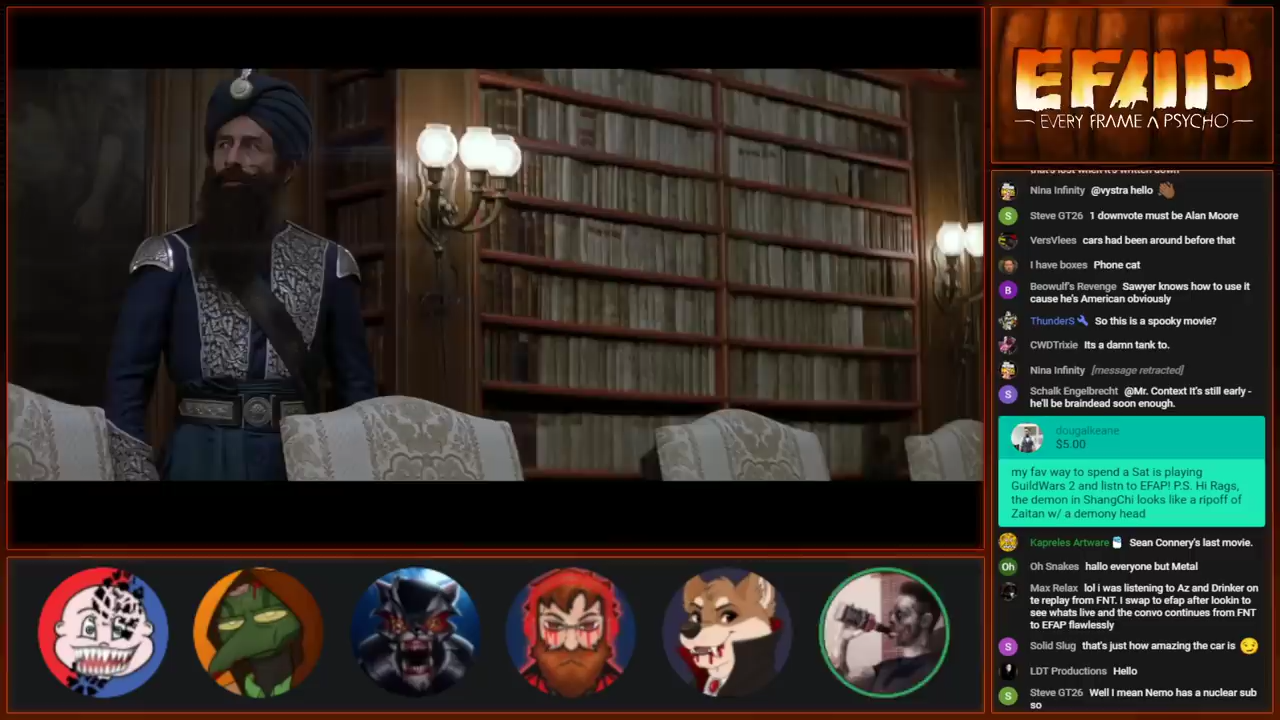 EFAP
EVERY FRAME A PSYCHO
Nina Infinity @vystra hello
S Steve GT26 1 downvote must be Alan Moore
VersVlees cars had been around before that
I have boxes Phone cat
B Beowulf's Revenge Sawyer knows how to use it
cause he's American obviously
ThunderS So this is a spooky movie?
CWDTrixie Its a damn tank to.
Nina Infinity [message retracted]
S Schalk Engelbrecht @Mr. Context It's still early -
he'll be braindead soon enough.
dougalkeane
$5.00
my fav way to spend a Sat is playing
GuildWars 2 and listn to EFAP! P.S. Hi Rags,
the demon in ShangChi looks like a ripoff of
Zaitan w/ a demony head
Kapreles Artware Sean Connery's last movie.
Oh Oh Snakes hallo everyone but Metal
Max Relax lol i was listening to Az and Drinker on
te replay from FNT. i swap to efap after lookin to
see whats live and the convo continues from FNT
to EFAP flawlessly
S Solid Slug that's just how amazing the car is
LDT Productions Hello
S Steve GT26 Well I mean Nemo has a nuclear sub
so